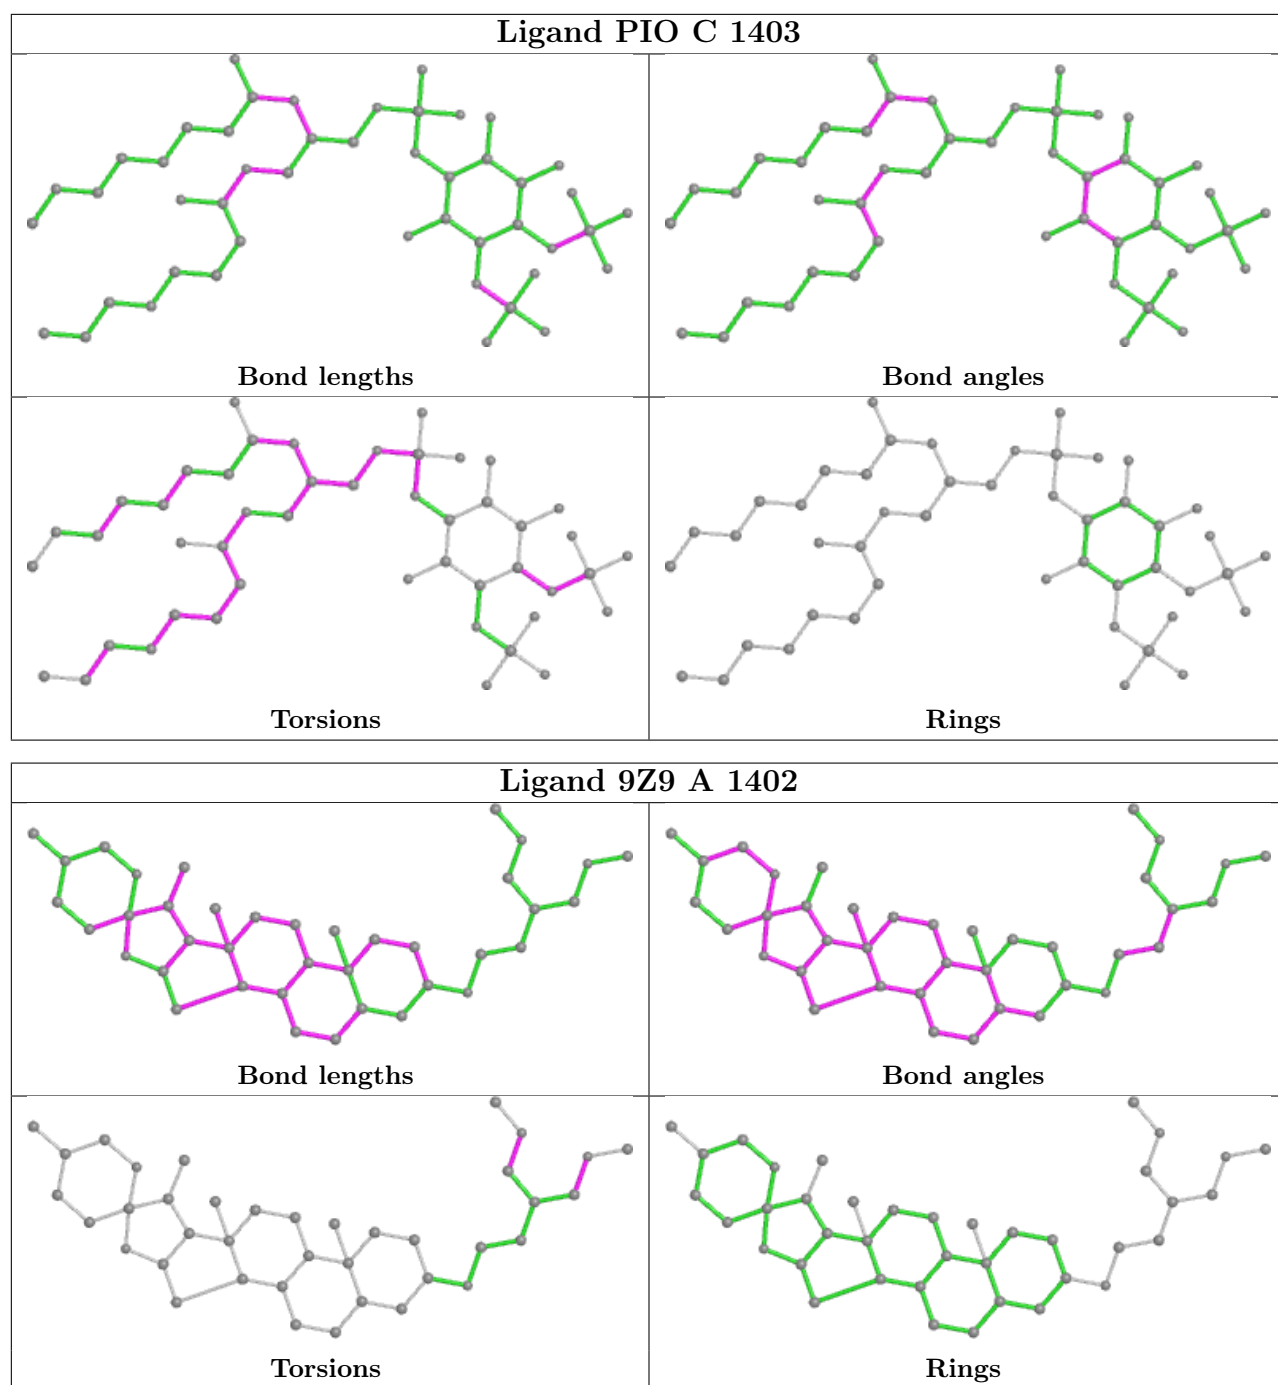 Ligand PIO C 1403
Bond lengths
Bond angles
Torsions
Rings
Ligand 9Z9 A 1402
Bond lengths
Bond angles
Torsions
Rings